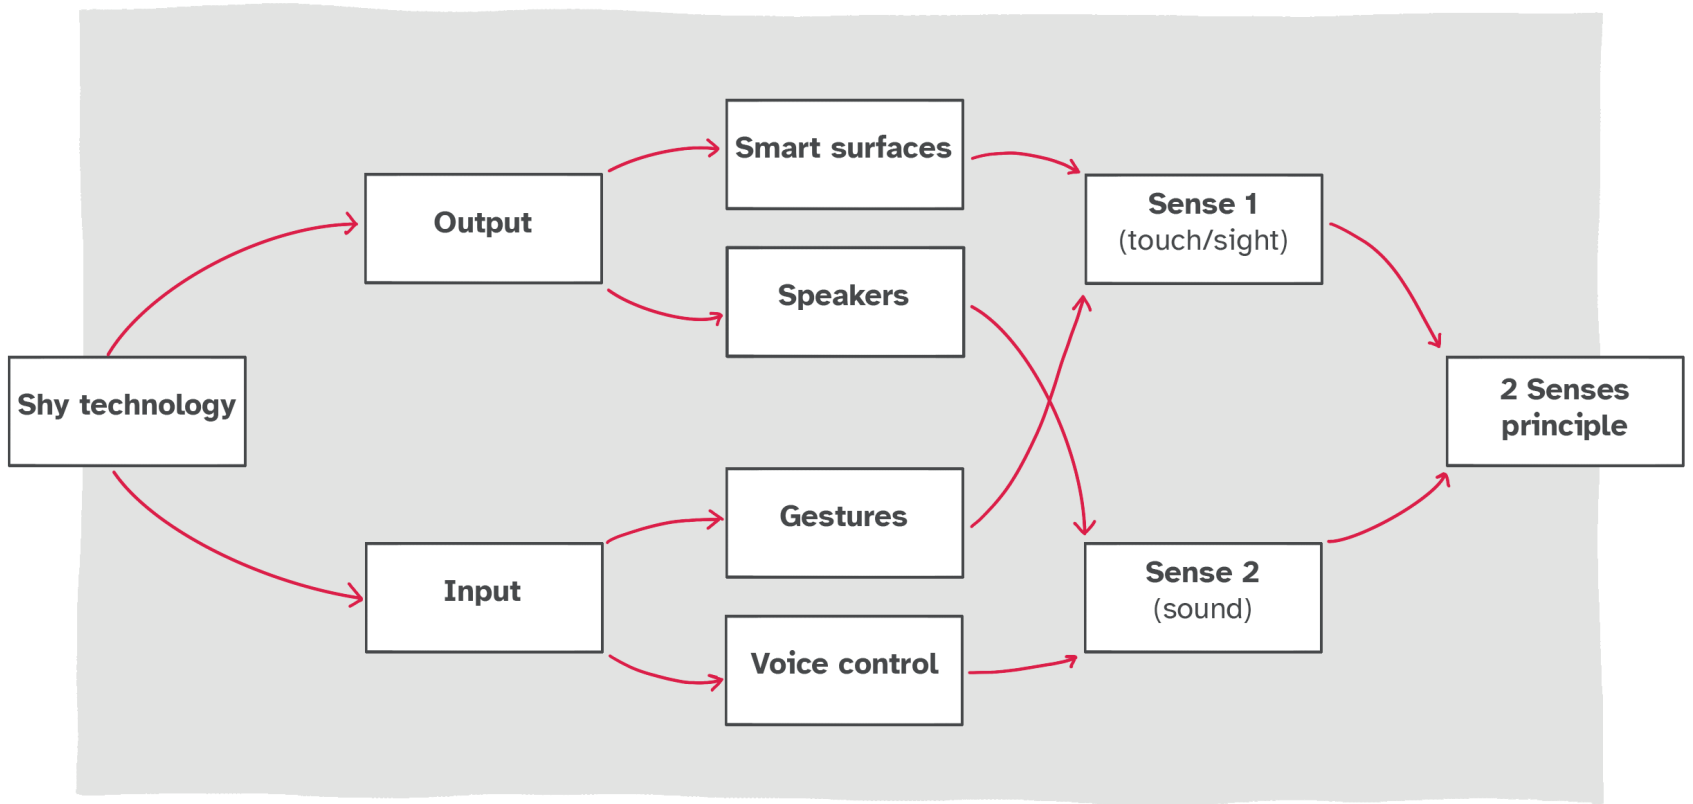 Smart surfaces
Output
Sense 1
(touch/sight)
Speakers
Shy technology
2 Senses
principle
Gestures
Input
Sense 2
(sound)
Voice control